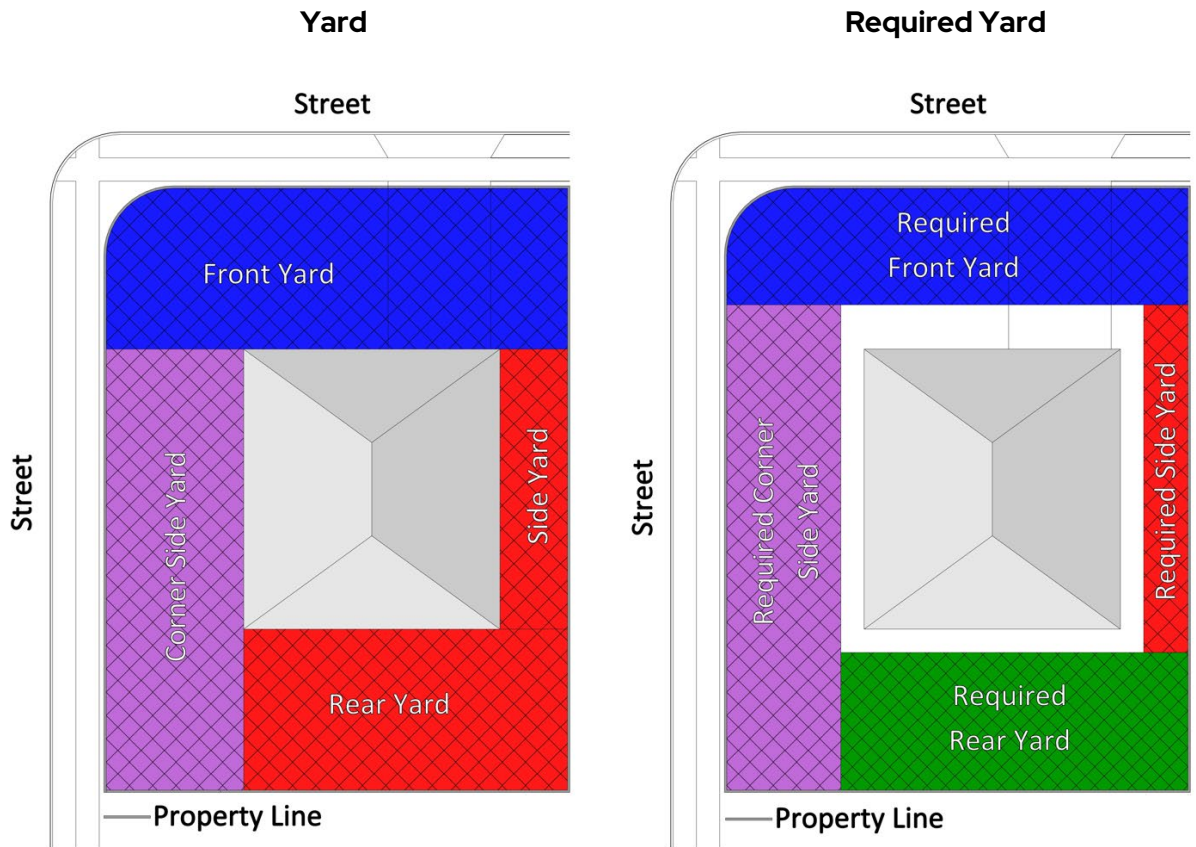 Yard
Required Yard
Street
Street
Front Yard
Required
Front Yard
Street
Corner Side Yard
Side Yard
Street
Required Corner
Side Yard
Required Side Yard
Rear Yard
Required
Rear Yard
Property Line
Property Line